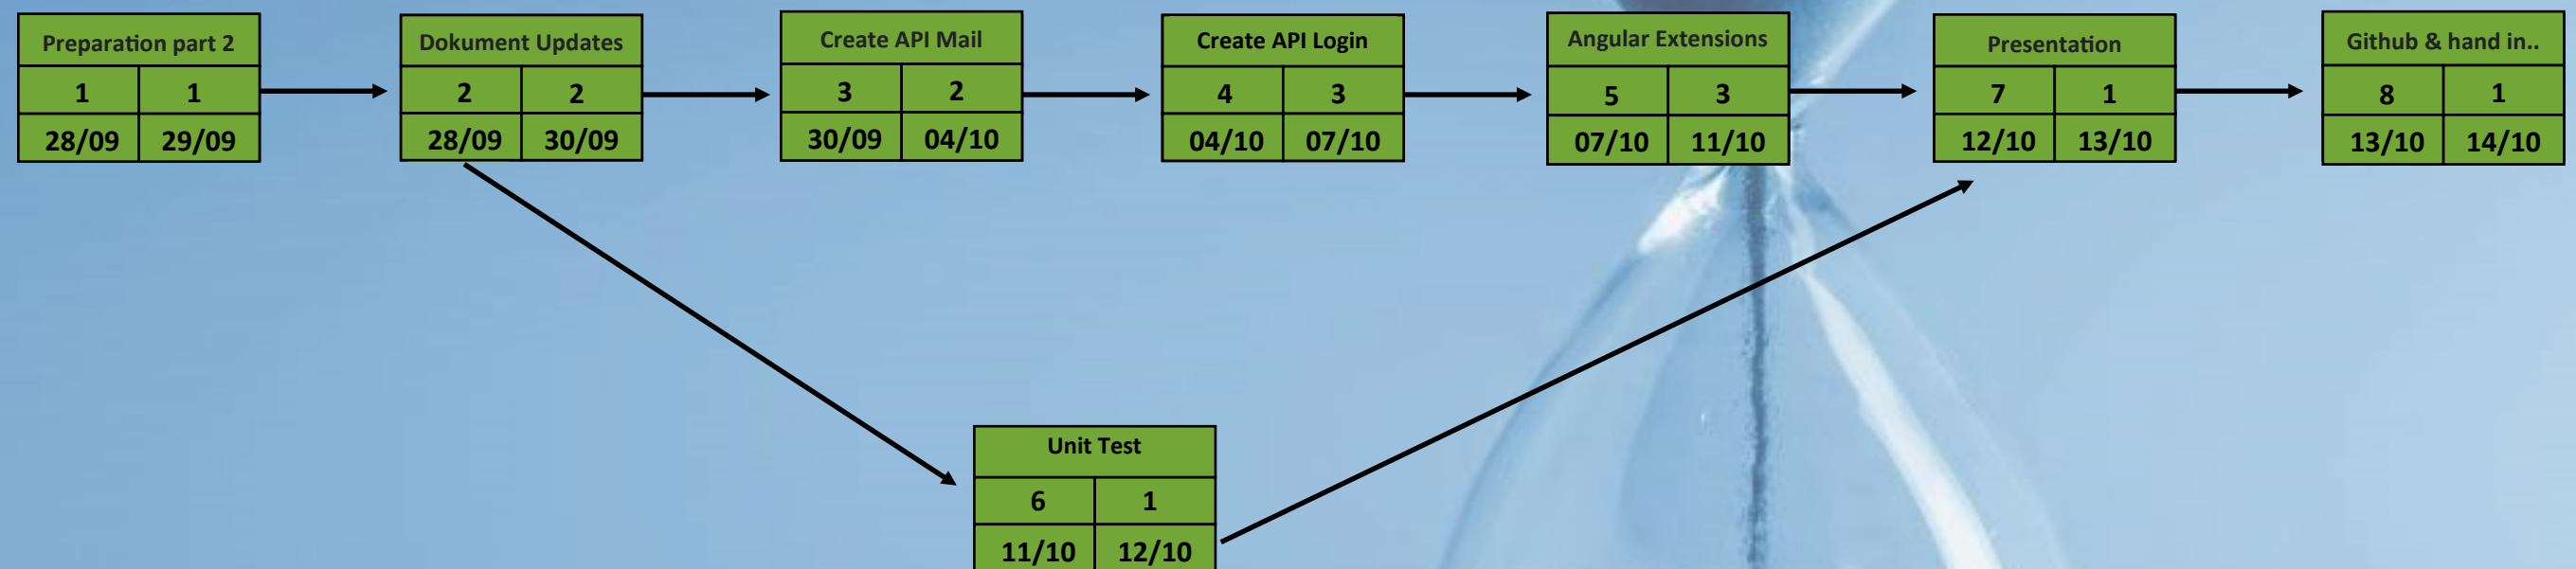 Preparation part 2
1 1
28/09 29/09
Dokument Updates
2 2
28/09 30/09
Create API Mail
3 2
30/09 04/10
Create API Login
4 3
04/10 07/10
Angular Extensions
5 3
07/10 11/10
Presentation
7 1
12/10 13/10
Github & hand in..
8 1
13/10 14/10
Unit Test
6 1
11/10 12/10